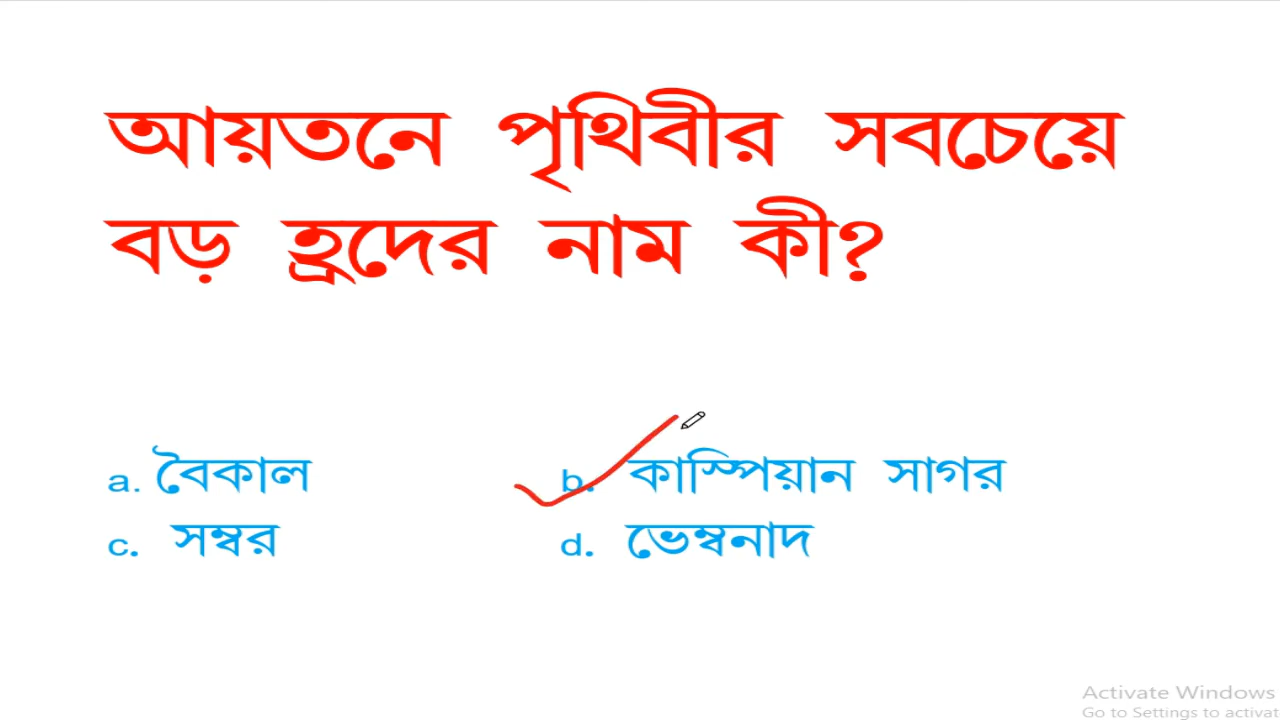 আয়তনে পৃথিবীর সবচেয়ে
বড় হ্রদের নাম কী?
a. বৈকাল b. কাস্পিয়ান সাগর
c. সম্বর d. ভেম্বনাদ
Activate Windows
Go to Settings to activat